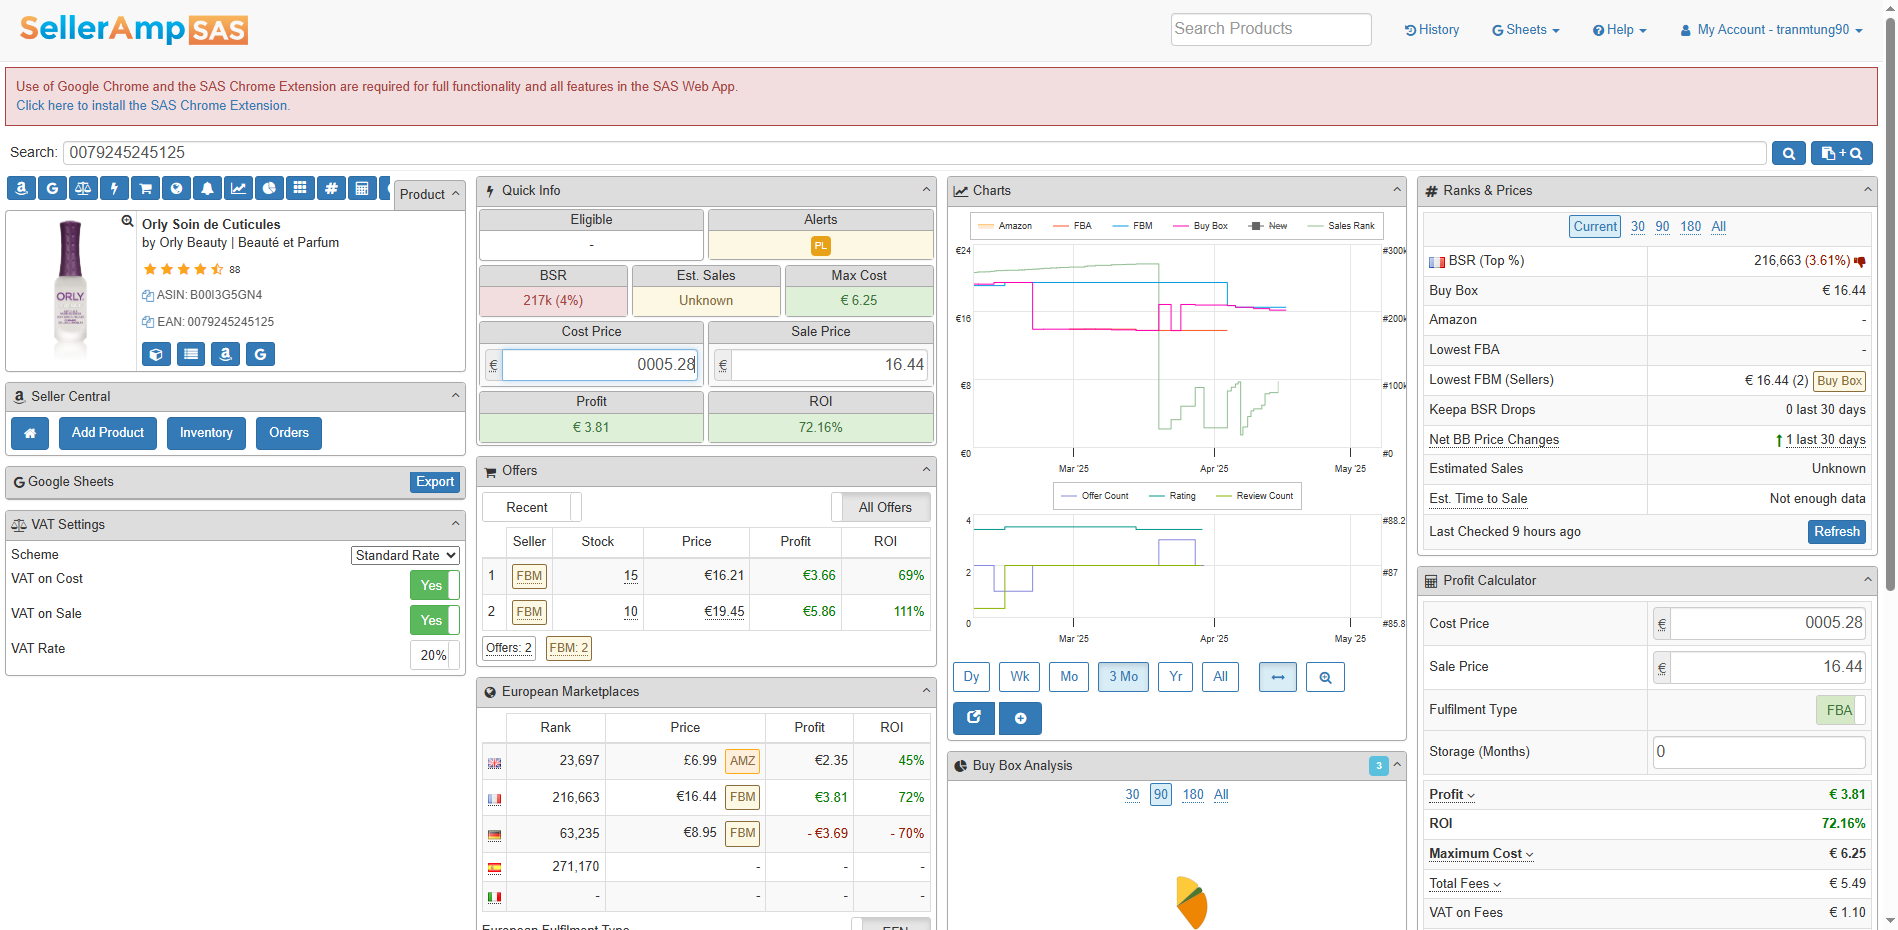 SellerAmp SAS
Search Products
History
Sheets
Help
My Account - tranmtung90
Use of Google Chrome and the SAS Chrome Extension are required for full functionality and all features in the SAS Web App.
Click here to install the SAS Chrome Extension.
Search: 0079245245125
Product
Orly Soin de Cuticules
by Orly Beauty | Beauté et Parfum
88
ASIN: B00I3G5GN4
EAN: 0079245245125
ORLY
Seller Central
Add Product
Inventory
Orders
Google Sheets
Export
VAT Settings
Scheme Standard Rate
VAT on Cost Yes
VAT on Sale Yes
VAT Rate 20%
Quick Info
Eligible Alerts
- PL
BSR Est. Sales Max Cost
217k (4%) Unknown € 6.25
Cost Price Sale Price
€ 0005.28 € 16.44
Profit ROI
€ 3.81 72.16%
Offers
Recent All Offers
Seller Stock Price Profit ROI
1 FBM 15 €16.21 €3.66 69%
2 FBM 10 €19.45 €5.86 111%
Offers: 2 FBM: 2
European Marketplaces
Rank Price Profit ROI
23,697 £6.99 AMZ €2.35 45%
216,663 €16.44 FBM €3.81 72%
63,235 €8.95 FBM - €3.69 - 70%
271,170 - - -
- - - -
European Fulfilment Type EFN
Charts
Amazon FBA FBM Buy Box New Sales Rank
€24 #300k
€16 #200k
€8 #100k
€0 #0
Mar '25 Apr '25 May '25
Offer Count Rating Review Count
4 #88.2
2 #87
0 #85.8
Mar '25 Apr '25 May '25
Dy Wk Mo 3 Mo Yr All
Buy Box Analysis 3
30 90 180 All
Ranks & Prices
Current 30 90 180 All
BSR (Top %) 216,663 (3.61%)
Buy Box € 16.44
Amazon -
Lowest FBA -
Lowest FBM (Sellers) € 16.44 (2) Buy Box
Keepa BSR Drops 0 last 30 days
Net BB Price Changes 1 last 30 days
Estimated Sales Unknown
Est. Time to Sale Not enough data
Last Checked 9 hours ago Refresh
Profit Calculator
Cost Price € 0005.28
Sale Price € 16.44
Fulfilment Type FBA
Storage (Months) 0
Profit € 3.81
ROI 72.16%
Maximum Cost € 6.25
Total Fees € 5.49
VAT on Fees € 1.10